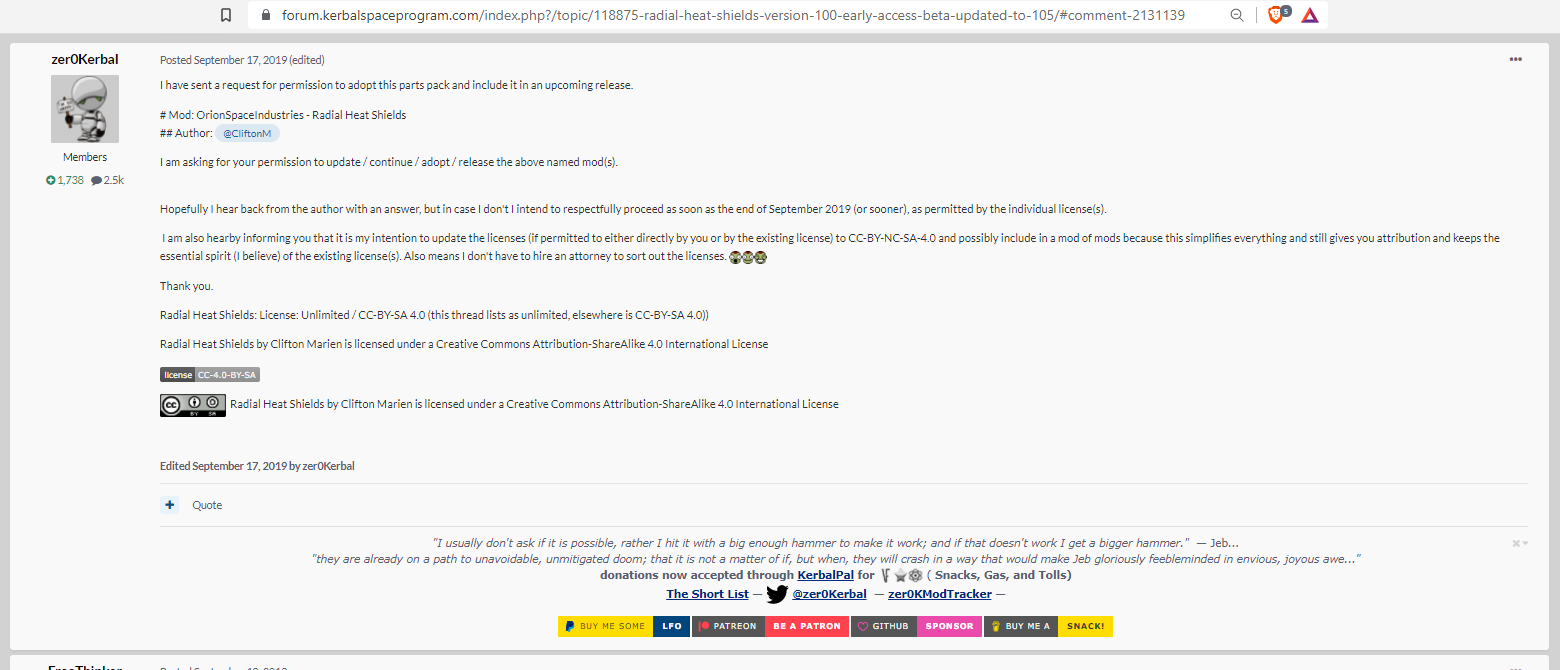 forum.kerbalspaceprogram.com/index.php?/topic/118875-radial-heat-shields-version-100-early-access-beta-updated-to-105/#comment-2131139
5
zer0Kerbal
Members
1,738 2.5k
Posted September 17, 2019 (edited)
I have sent a request for permission to adopt this parts pack and include it in an upcoming release.
# Mod: OrionSpaceIndustries - Radial Heat Shields
## Author: @CliftonM
I am asking for your permission to update / continue / adopt / release the above named mod(s).
Hopefully I hear back from the author with an answer, but in case I don't I intend to respectfully proceed as soon as the end of September 2019 (or sooner), as permitted by the individual license(s).
I am also hearby informing you that it is my intention to update the licenses (if permitted to either directly by you or by the existing license) to CC-BY-NC-SA-4.0 and possibly include in a mod of mods because this simplifies everything and still gives you attribution and keeps the
essential spirit (I believe) of the existing license(s). Also means I don't have to hire an attorney to sort out the licenses.
Thank you.
Radial Heat Shields: License: Unlimited / CC-BY-SA 4.0 (this thread lists as unlimited, elsewhere is CC-BY-SA 4.0))
Radial Heat Shields by Clifton Marien is licensed under a Creative Commons Attribution-ShareAlike 4.0 International License
license CC-4.0-BY-SA
cc BY SA Radial Heat Shields by Clifton Marien is licensed under a Creative Commons Attribution-ShareAlike 4.0 International License
Edited September 17, 2019 by zer0Kerbal
+ Quote
"I usually don't ask if it is possible, rather I hit it with a big enough hammer to make it work; and if that doesn't work I get a bigger hammer." — Jeb...
"they are already on a path to unavoidable, unmitigated doom; that it is not a matter of if, but when, they will crash in a way that would make Jeb gloriously feebleminded in envious, joyous awe..."
donations now accepted through KerbalPal for ( Snacks, Gas, and Tolls)
The Short List — @zer0Kerbal — zer0KModTracker —
BUY ME SOME LFO PATREON BE A PATRON GITHUB SPONSOR BUY ME A SNACK!